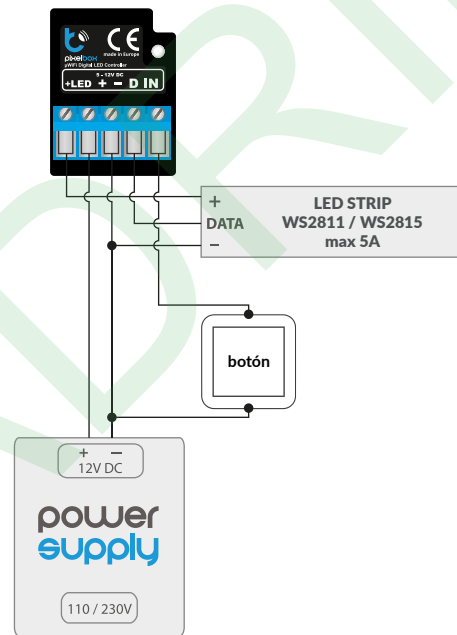 CE
pixelbox
made in Europe
µWiFi Digital LED Controller
5 - 12V DC
+LED + − D IN
+
LED STRIP
DATA
WS2811 / WS2815
−
max 5A
botón
+ −
12V DC
power
supply
110 / 230V